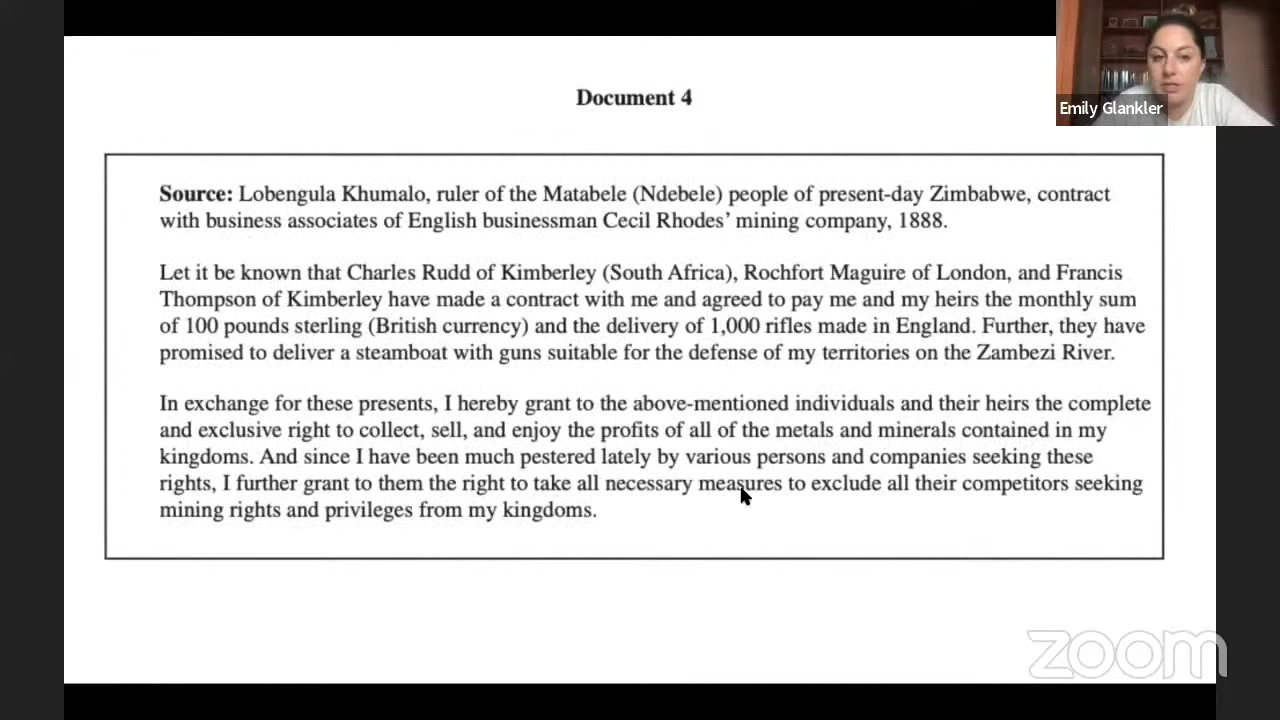 Document 4
Emily Glankler
Source: Lobengula Khumalo, ruler of the Matabele (Ndebele) people of present-day Zimbabwe, contract
with business associates of English businessman Cecil Rhodes’ mining company, 1888.
Let it be known that Charles Rudd of Kimberley (South Africa), Rochfort Maguire of London, and Francis
Thompson of Kimberley have made a contract with me and agreed to pay me and my heirs the monthly sum
of 100 pounds sterling (British currency) and the delivery of 1,000 rifles made in England. Further, they have
promised to deliver a steamboat with guns suitable for the defense of my territories on the Zambezi River.
In exchange for these presents, I hereby grant to the above-mentioned individuals and their heirs the complete
and exclusive right to collect, sell, and enjoy the profits of all of the metals and minerals contained in my
kingdoms. And since I have been much pestered lately by various persons and companies seeking these
rights, I further grant to them the right to take all necessary measures to exclude all their competitors seeking
mining rights and privileges from my kingdoms.
zoom